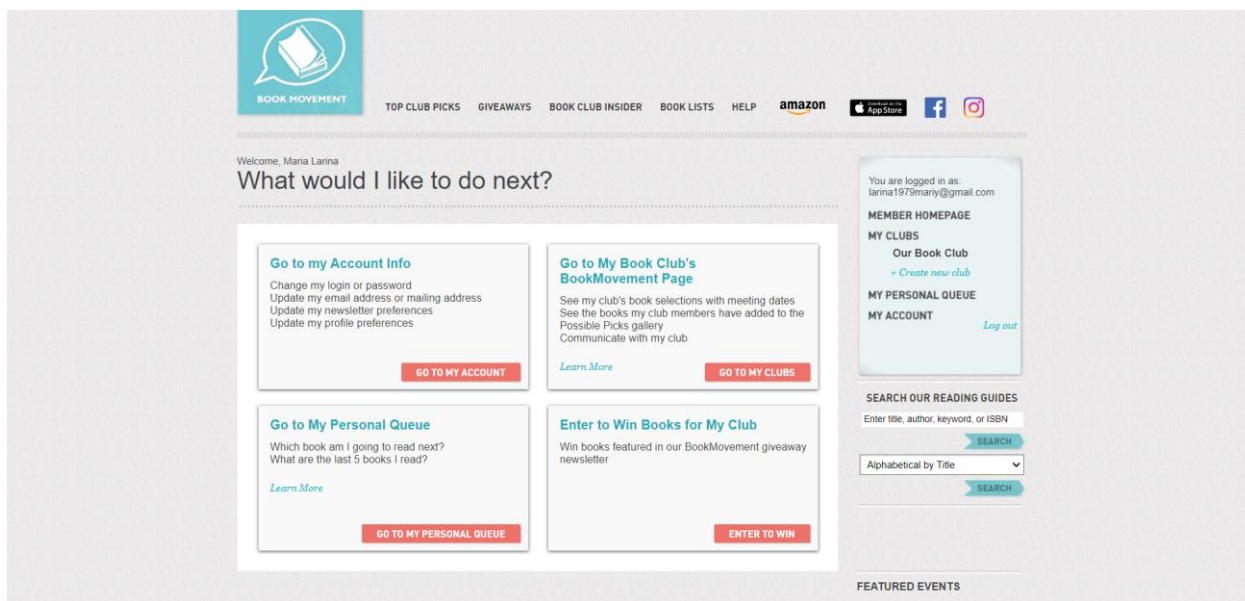 BOOK MOVEMENT
TOP CLUB PICKS GIVEAWAYS BOOK CLUB INSIDER BOOK LISTS HELP amazon Download on the App Store
Welcome, Maria Larina
What would I like to do next?
Go to my Account Info
Change my login or password
Update my email address or mailing address
Update my newsletter preferences
Update my profile preferences
GO TO MY ACCOUNT
Go to My Book Club's
BookMovement Page
See my club's book selections with meeting dates
See the books my club members have added to the
Possible Picks gallery
Communicate with my club
Learn More
GO TO MY CLUBS
Go to My Personal Queue
Which book am I going to read next?
What are the last 5 books I read?
Learn More
GO TO MY PERSONAL QUEUE
Enter to Win Books for My Club
Win books featured in our BookMovement giveaway
newsletter
ENTER TO WIN
You are logged in as:
larina1979mariy@gmail.com
MEMBER HOMEPAGE
MY CLUBS
Our Book Club
+ Create new club
MY PERSONAL QUEUE
MY ACCOUNT
Log out
SEARCH OUR READING GUIDES
Enter title, author, keyword, or ISBN
SEARCH
Alphabetical by Title
SEARCH
FEATURED EVENTS